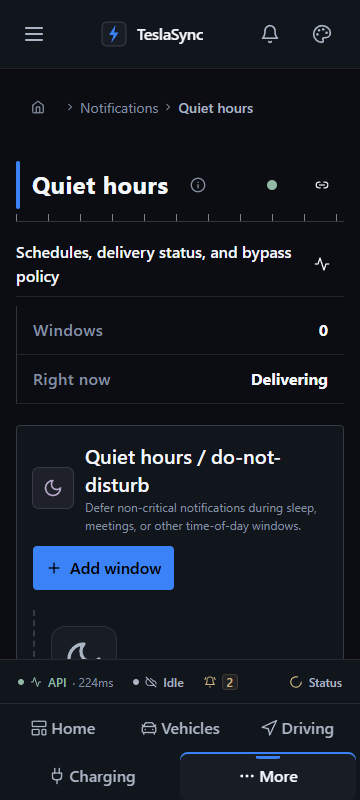 TeslaSync
Notifications
Quiet hours
Quiet hours
Schedules, delivery status, and bypass
policy
Windows 0
Right now Delivering
Quiet hours / do-not-
disturb
Defer non-critical notifications during sleep,
meetings, or other time-of-day windows.
Add window
API · 224ms Idle 2 Status
Home Vehicles Driving
Charging More